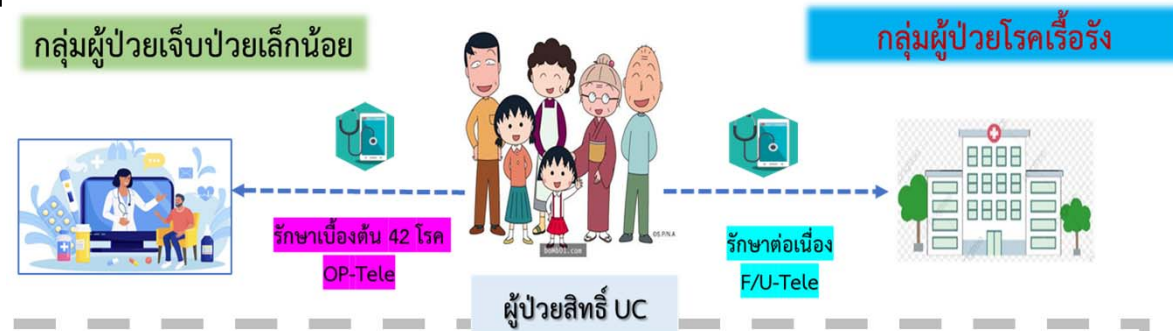 กลุ่มผู้ป่วยเจ็บป่วยเล็กน้อย
กลุ่มผู้ป่วยโรคเรื้อรัง
รักษาเบื้องต้น 42 โรค
OP-Tele
รักษาต่อเนื่อง
F/U-Tele
ผู้ป่วยสิทธิ์ UC